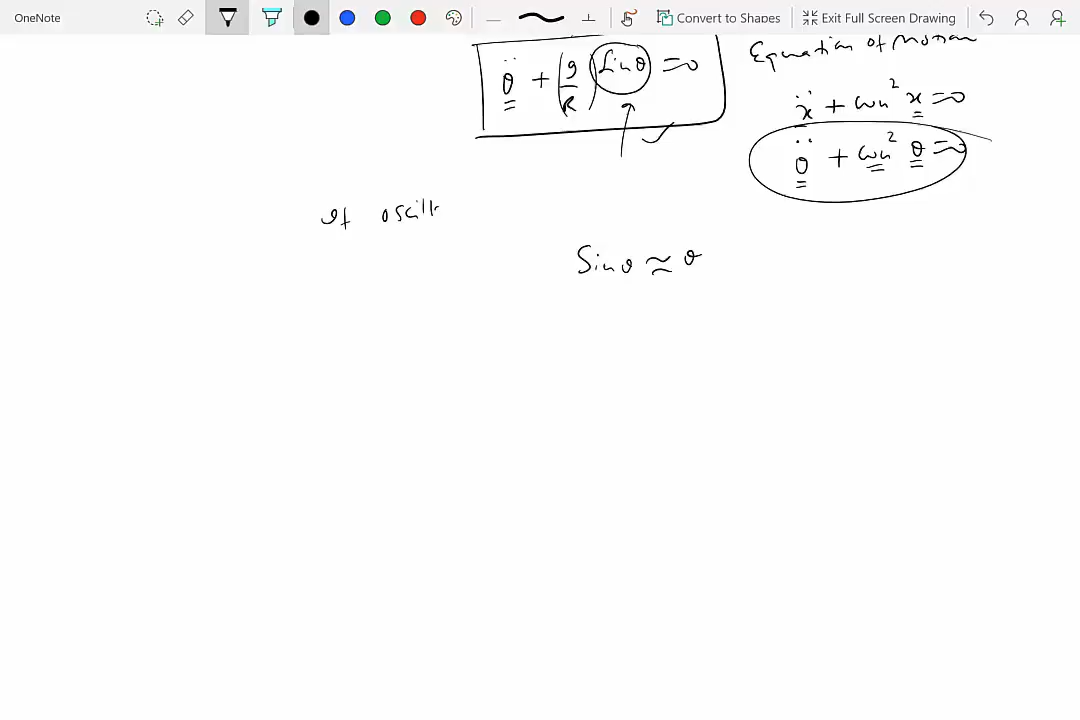 OneNote
Convert to Shapes
Exit Full Screen Drawing
Equation of Motion
θ̈ + (g/R) Sinθ = 0
ẍ + ωn² x = 0
θ̈ + ωn² θ = 0
If oscill
Sinθ ≈ θ